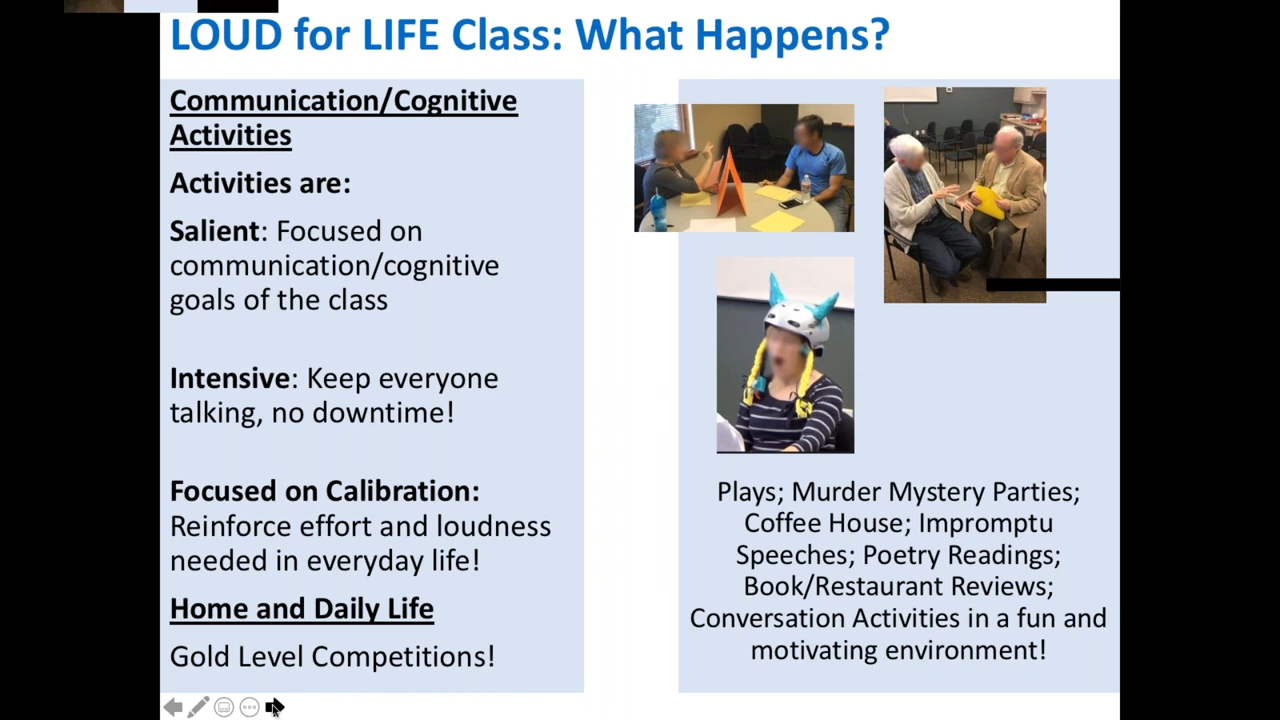 LOUD for LIFE Class: What Happens?
Communication/Cognitive
Activities
Activities are:
Salient: Focused on
communication/cognitive
goals of the class
Intensive: Keep everyone
talking, no downtime!
Focused on Calibration:
Reinforce effort and loudness
needed in everyday life!
Home and Daily Life
Gold Level Competitions!
Plays; Murder Mystery Parties;
Coffee House; Impromptu
Speeches; Poetry Readings;
Book/Restaurant Reviews;
Conversation Activities in a fun and
motivating environment!